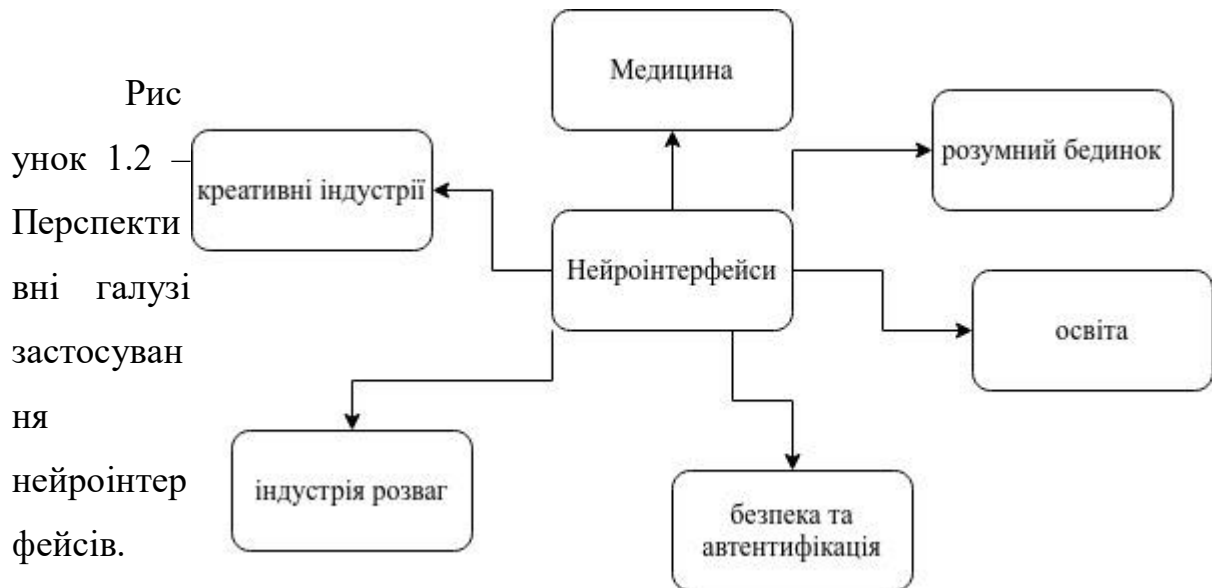 Рис
унок 1.2 –
Перспекти
вні галузі
застосуван
ня
нейроінтер
фейсів.
Медицина
розумний бединок
креативні індустрії
Нейроінтерфейси
освіта
індустрія розваг
безпека та
автентифікація